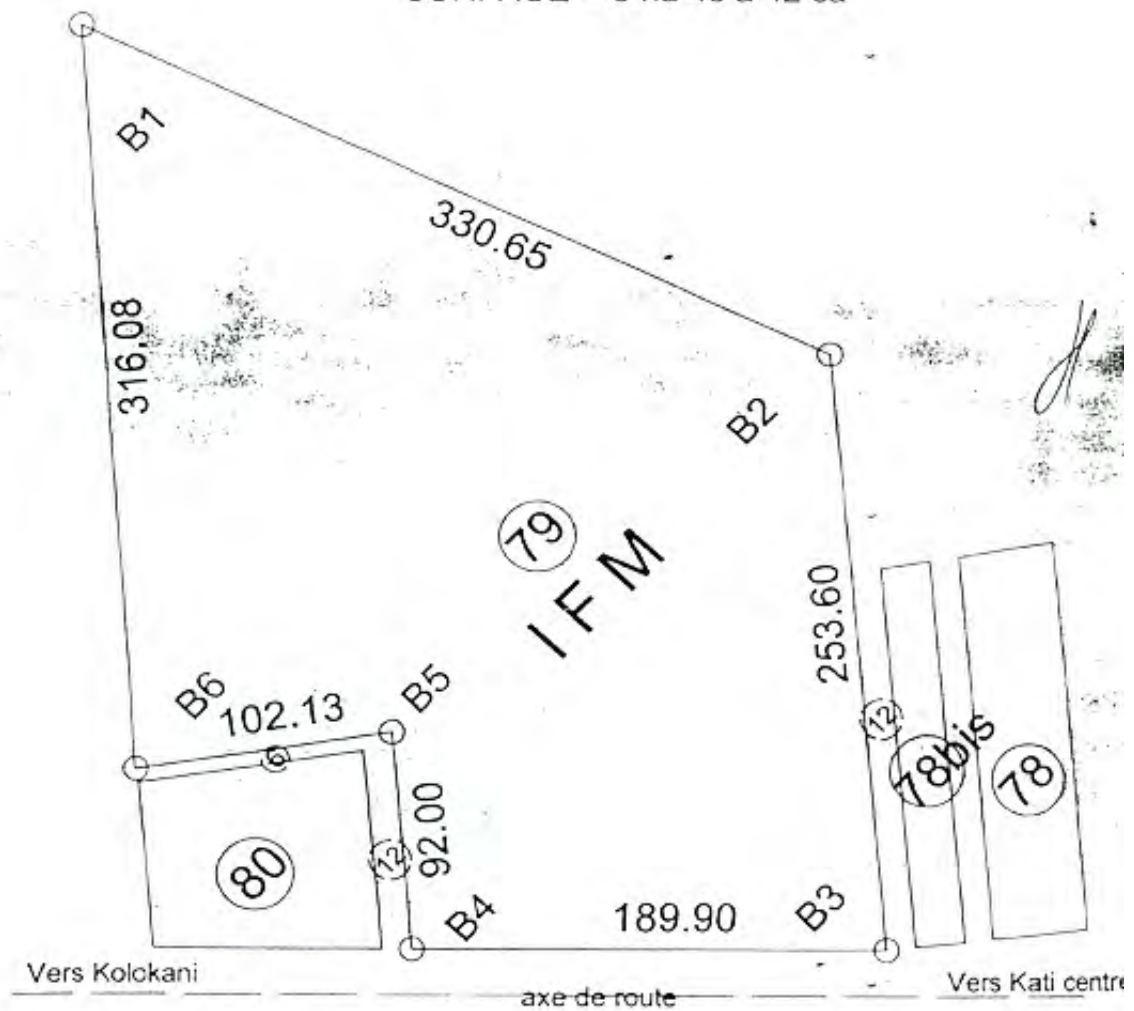 B1
330.65
316.08
B2
79
I F M
253.60
B6
B5
102.13
6
12
78bis
78
92.00
12
80
B4
189.90
B3
Vers Kolokani
axe de route
Vers Kati centre